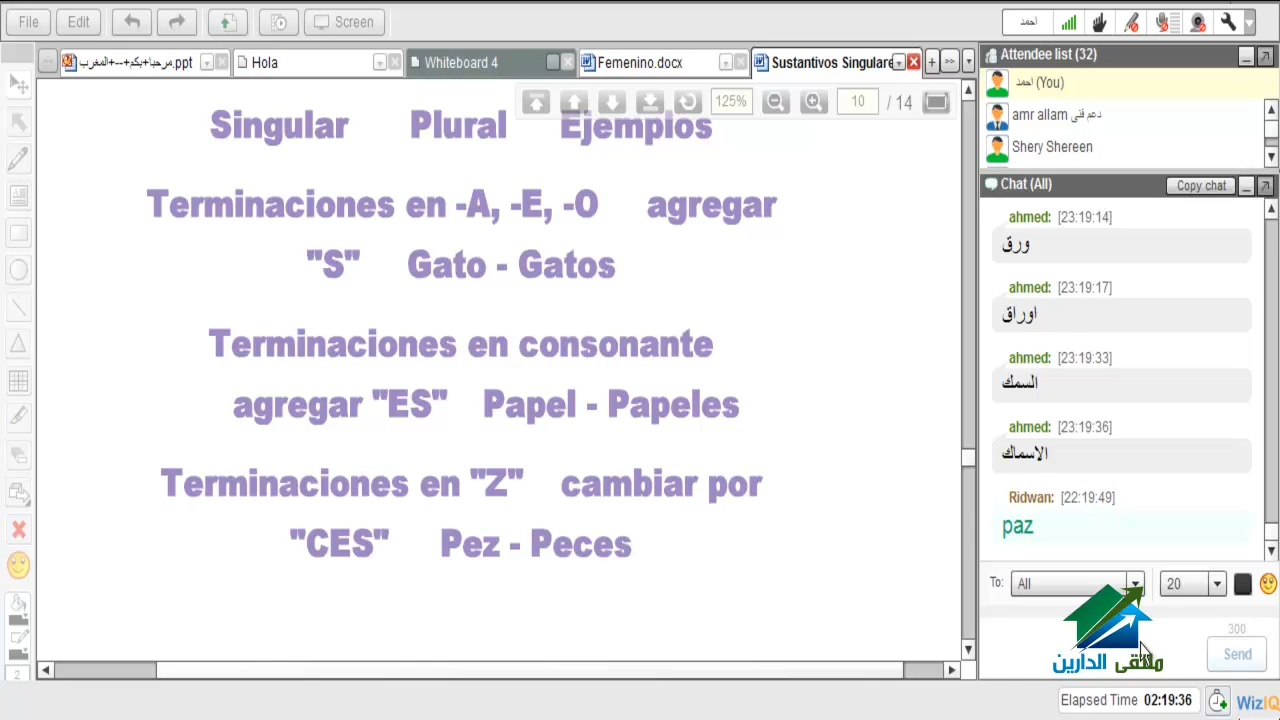 File Edit Screen احمد
مرحبا+بكم+--+المغرب.ppt Hola Whiteboard 4 Femenino.docx Sustantivos Singulare
125% 10 / 14
Singular Plural Ejemplos
Terminaciones en -A, -E, -O agregar
"S" Gato - Gatos
Terminaciones en consonante
agregar "ES" Papel - Papeles
Terminaciones en "Z" cambiar por
"CES" Pez - Peces
2
Attendee list (32)
احمد (You)
amr allam دعم فنى
Shery Shereen
Chat (All) Copy chat
ahmed: [23:19:14]
ورق
ahmed: [23:19:17]
اوراق
ahmed: [23:19:33]
السمك
ahmed: [23:19:36]
الاسماك
Ridwan: [22:19:49]
paz
To: All 20
300
Send
ملتقى الدارين
Elapsed Time 02:19:36 WizIQ